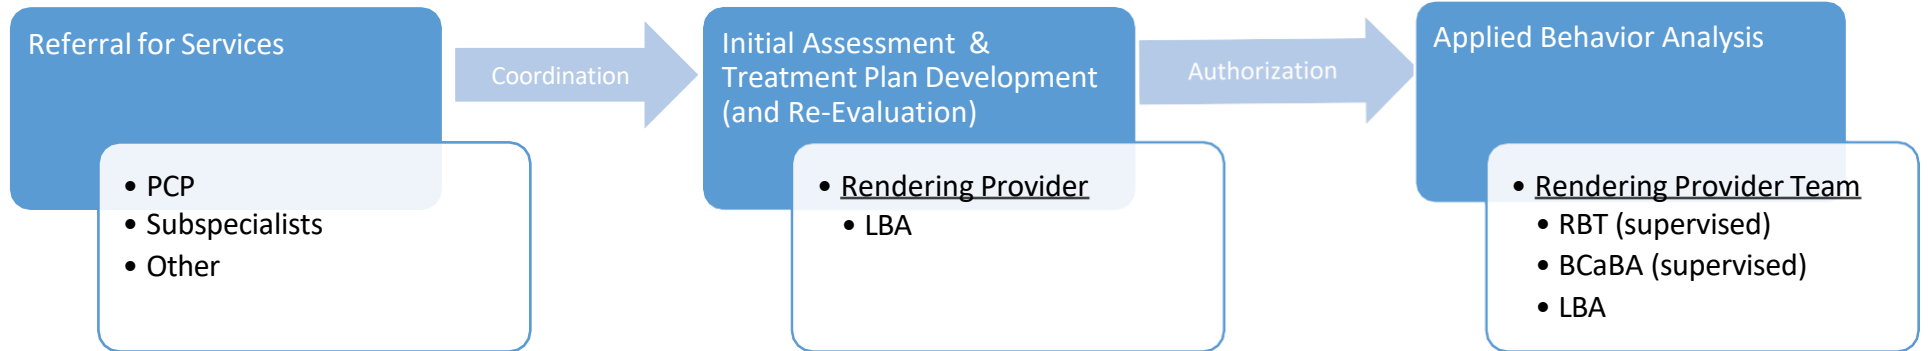 Referral for Services
• PCP
• Subspecialists
• Other
Coordination
Initial Assessment &
Treatment Plan Development
(and Re-Evaluation)
• Rendering Provider
• LBA
Authorization
Applied Behavior Analysis
• Rendering Provider Team
• RBT (supervised)
• BCaBA (supervised)
• LBA